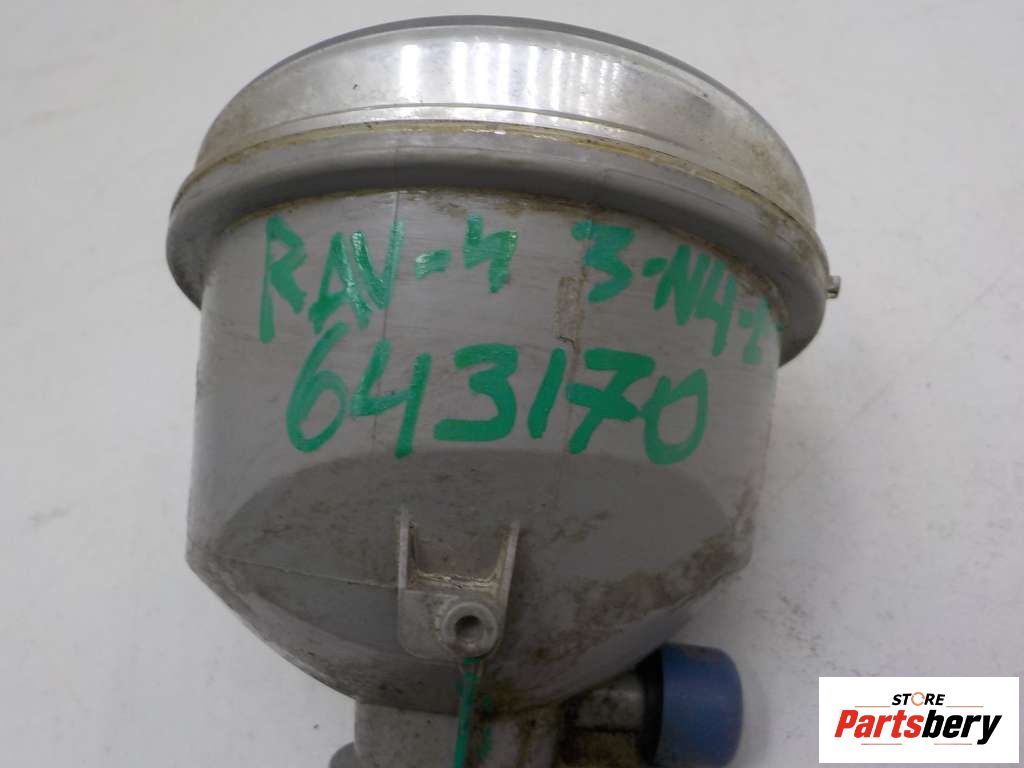 RAV-4 3-N4-2
643170
STORE
Partsbery